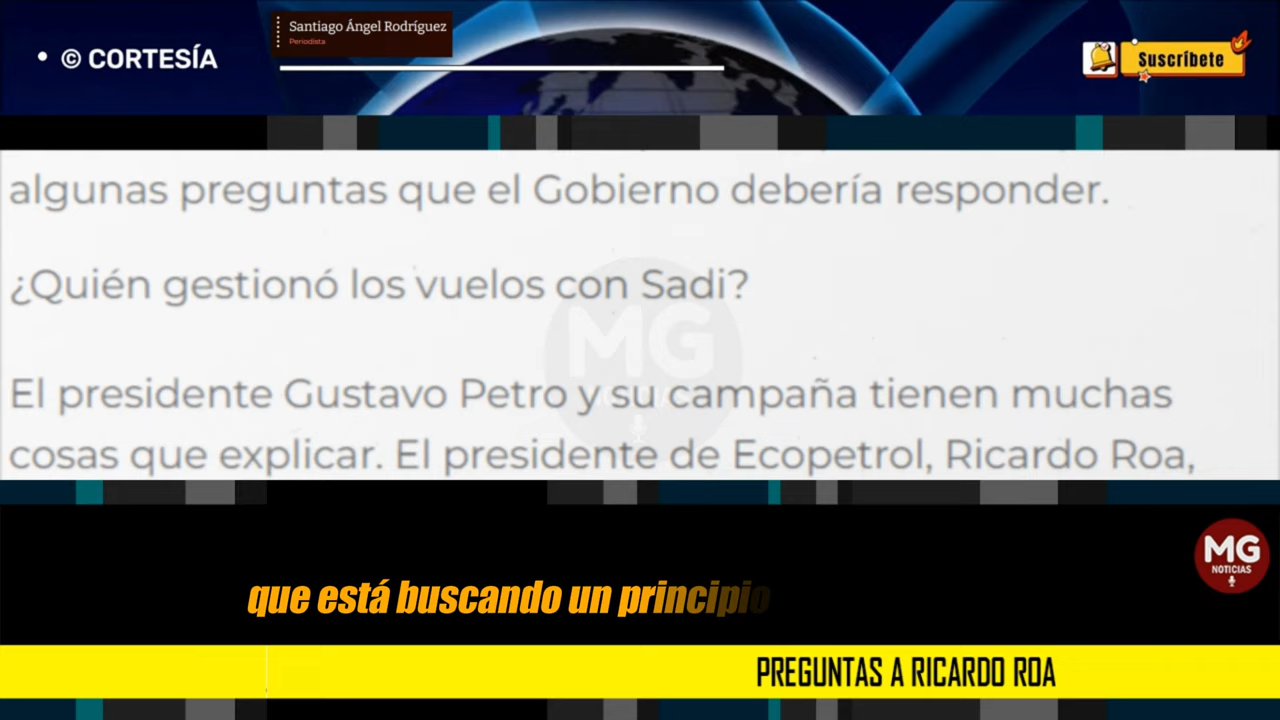 • © CORTESÍA
Santiago Ángel Rodríguez
Periodista
Suscríbete
algunas preguntas que el Gobierno debería responder.
¿Quién gestionó los vuelos con Sadi?
MG
El presidente Gustavo Petro y su campaña tienen muchas
cosas que explicar. El presidente de Ecopetrol, Ricardo Roa,
MG
NOTICIAS
que está buscando un principio
PREGUNTAS A RICARDO ROA